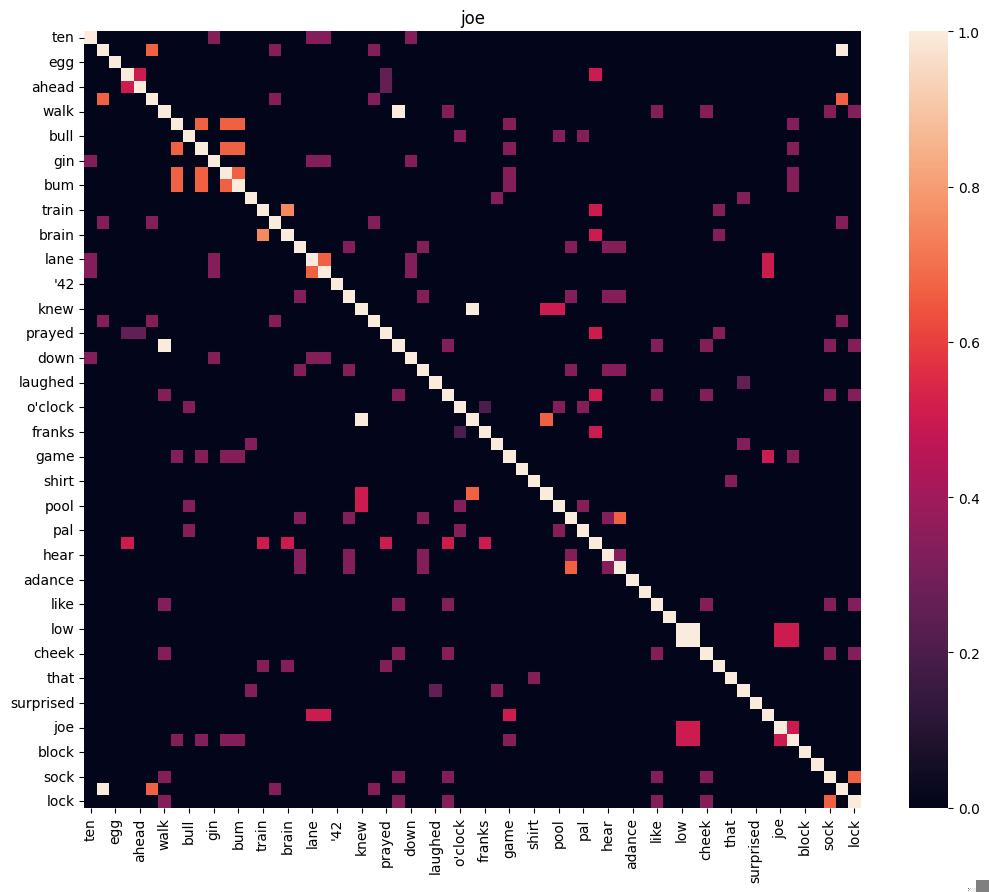 joe
ten
egg
ahead
walk
bull
gin
bum
train
brain
lane
'42
knew
prayed
down
laughed
o'clock
franks
game
shirt
pool
pal
hear
adance
like
low
cheek
that
surprised
joe
block
sock
lock
1.0
0.8
0.6
0.4
0.2
0.0
ten
egg
ahead
walk
bull
gin
bum
train
brain
lane
'42
knew
prayed
down
laughed
o'clock
franks
game
shirt
pool
pal
hear
adance
like
low
cheek
that
surprised
joe
block
sock
lock